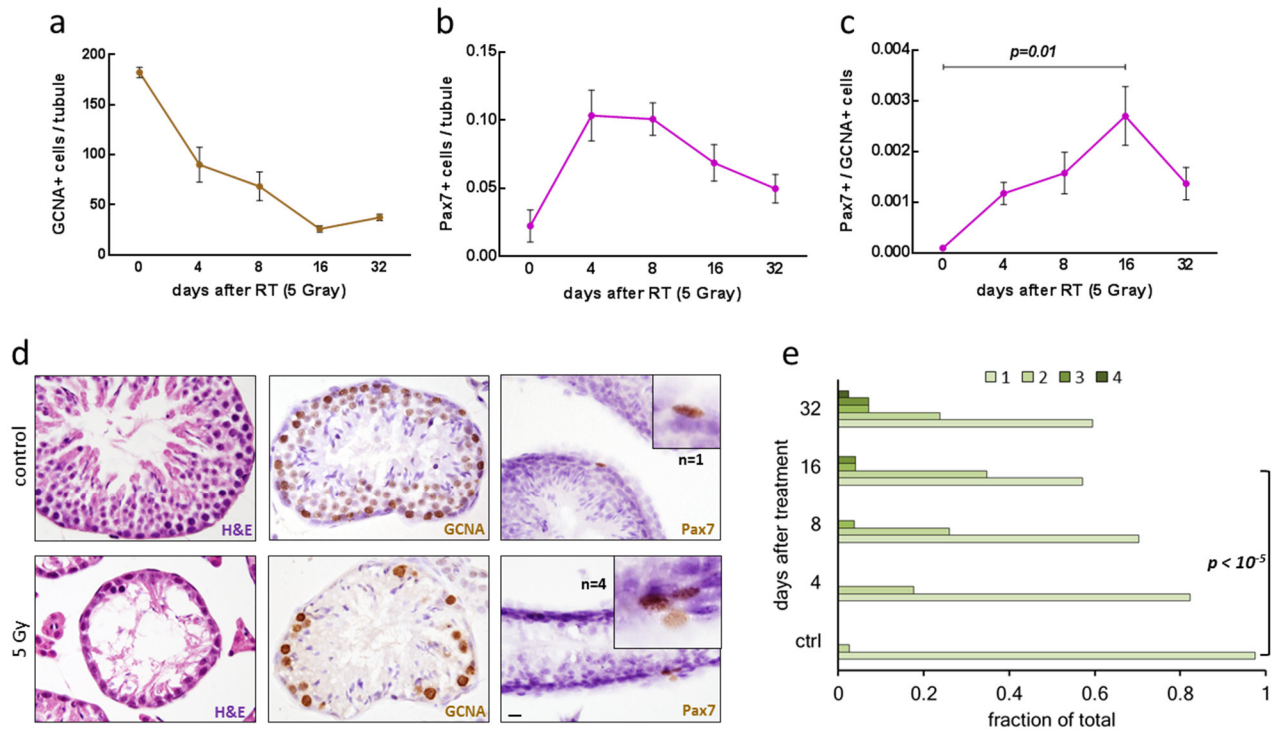 a
200
150
100
50
0
GCNA+ cells / tubule
0 4 8 16 32
days after RT (5 Gray)
b
0.15
0.10
0.05
0.00
Pax7+ cells / tubule
0 4 8 16 32
days after RT (5 Gray)
c
0.004
0.003
0.002
0.001
0.000
Pax7+ / GCNA+ cells
p=0.01
0 4 8 16 32
days after RT (5 Gray)
d
control
H&E
GCNA
n=1
Pax7
5 Gy
H&E
GCNA
n=4
Pax7
e
1 2 3 4
days after treatment
32
16
8
4
ctrl
p < 10⁻⁵
0 0.2 0.4 0.6 0.8 1
fraction of total